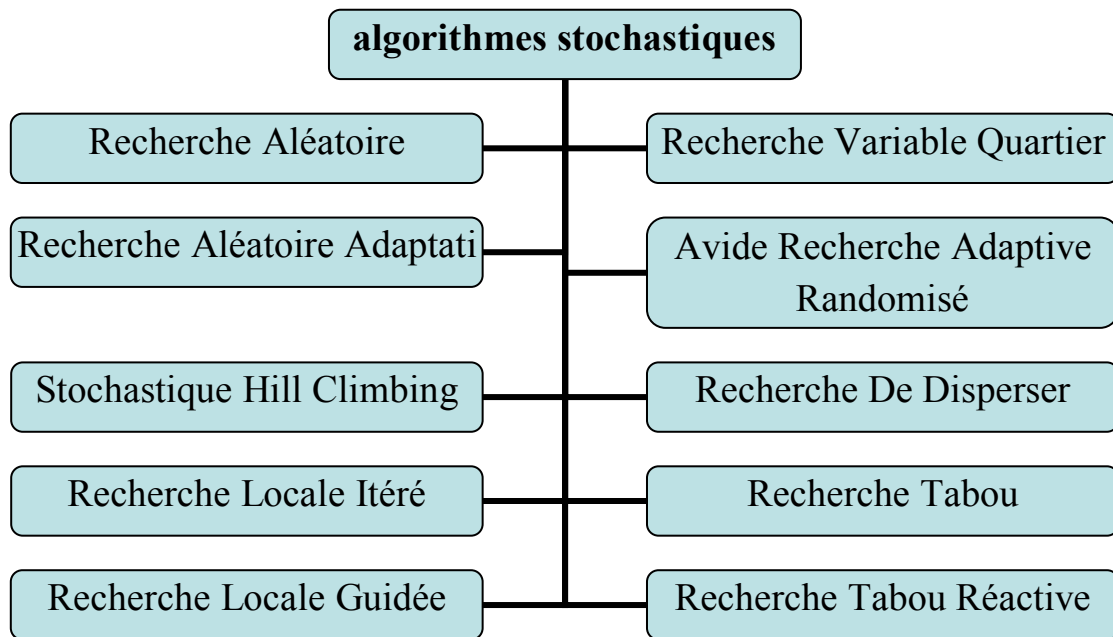 algorithmes stochastiques
Recherche Aléatoire
Recherche Variable Quartier
Recherche Aléatoire Adaptati
Avide Recherche Adaptive
Randomisé
Stochastique Hill Climbing
Recherche De Disperser
Recherche Locale Itéré
Recherche Tabou
Recherche Locale Guidée
Recherche Tabou Réactive